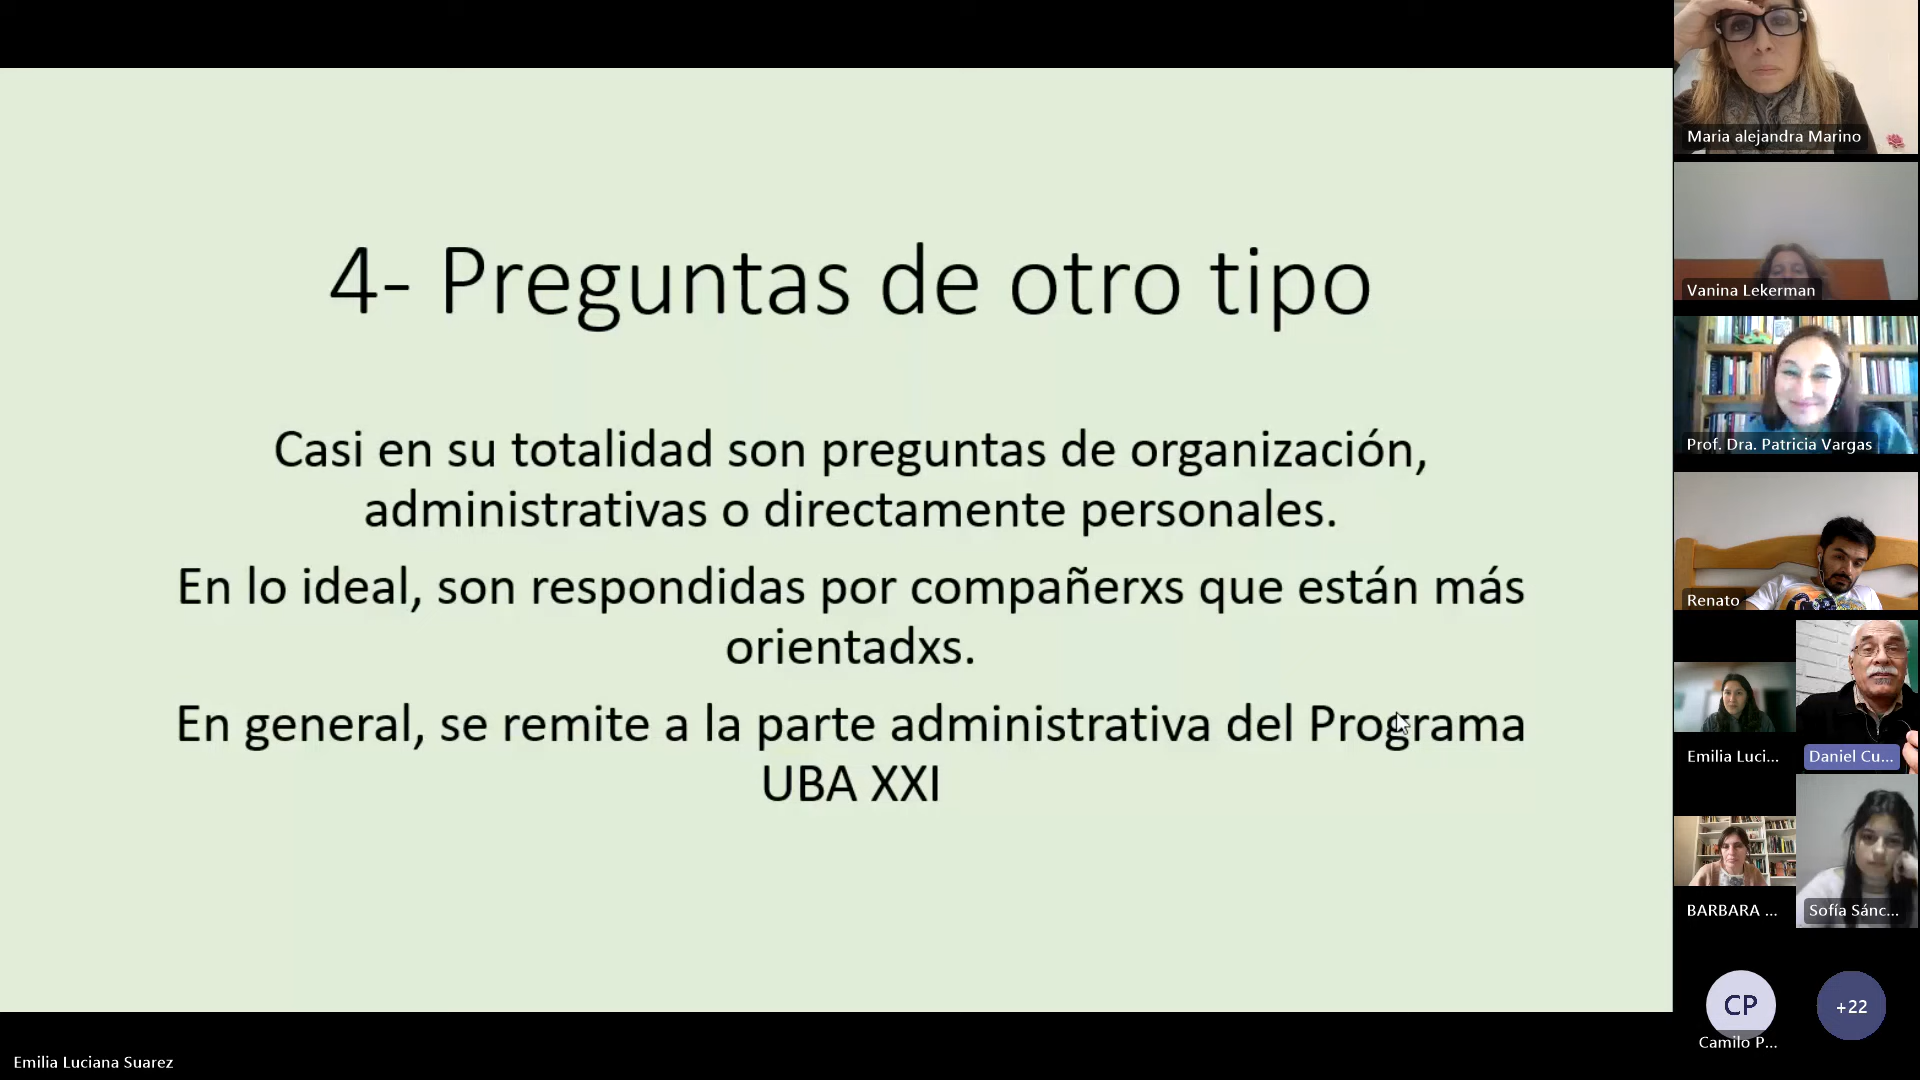 4- Preguntas de otro tipo
Casi en su totalidad son preguntas de organización,
administrativas o directamente personales.
En lo ideal, son respondidas por compañerxs que están más
orientadxs.
En general, se remite a la parte administrativa del Programa
UBA XXI
Maria alejandra Marino
Vanina Lekerman
Prof. Dra. Patricia Vargas
Renato
Emilia Luci...
Daniel Cu...
BARBARA ...
Sofía Sánc...
CP
+22
Camilo P...
Emilia Luciana Suarez